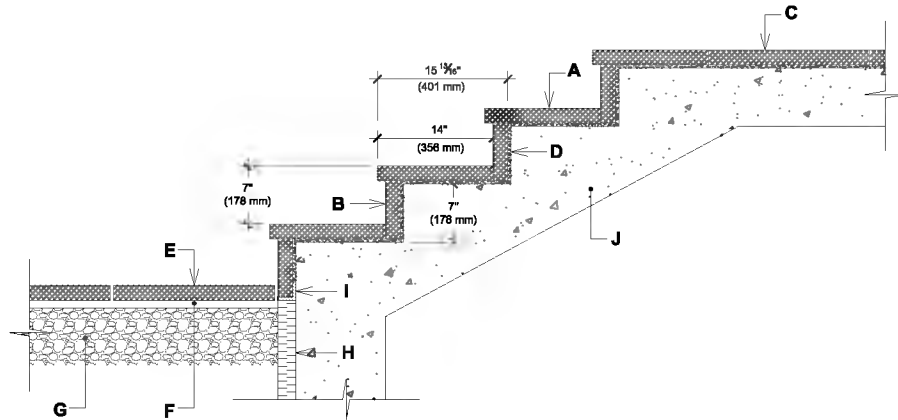 C
15 13/16"
(401 mm)
A
14"
(356 mm)
D
7"
(178 mm)
B
7"
(178 mm)
J
E
I
H
G
F